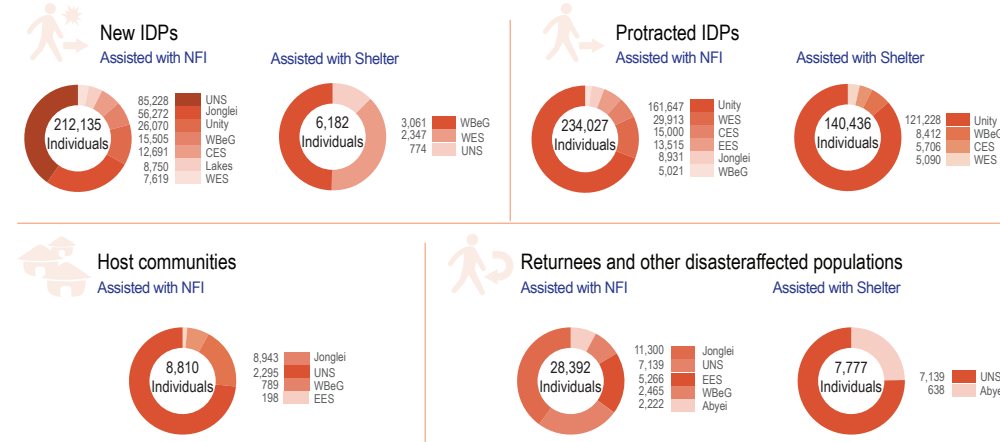 New IDPs
Assisted with NFI
212,135
Individuals
85,228 UNS
56,272 Jonglei
26,070 Unity
15,505 WBeG
12,691 CES
8,750 Lakes
7,619 WES
Assisted with Shelter
6,182
Individuals
3,061 WBeG
2,347 WES
774 UNS
Protracted IDPs
Assisted with NFI
234,027
Individuals
161,647 Unity
29,913 WES
15,000 CES
13,515 EES
8,931 Jonglei
5,021 WBeG
Assisted with Shelter
140,436
Individuals
121,228 Unity
8,412 WBeG
5,706 CES
5,090 WES
Host communities
Assisted with NFI
8,810
Individuals
8,943 Jonglei
2,295 UNS
789 WBeG
198 EES
Returnees and other disasteraffected populations
Assisted with NFI
28,392
Individuals
11,300 Jonglei
7,139 UNS
5,266 EES
2,465 WBeG
2,222 Abyei
Assisted with Shelter
7,777
Individuals
7,139 UNS
638 Abyei